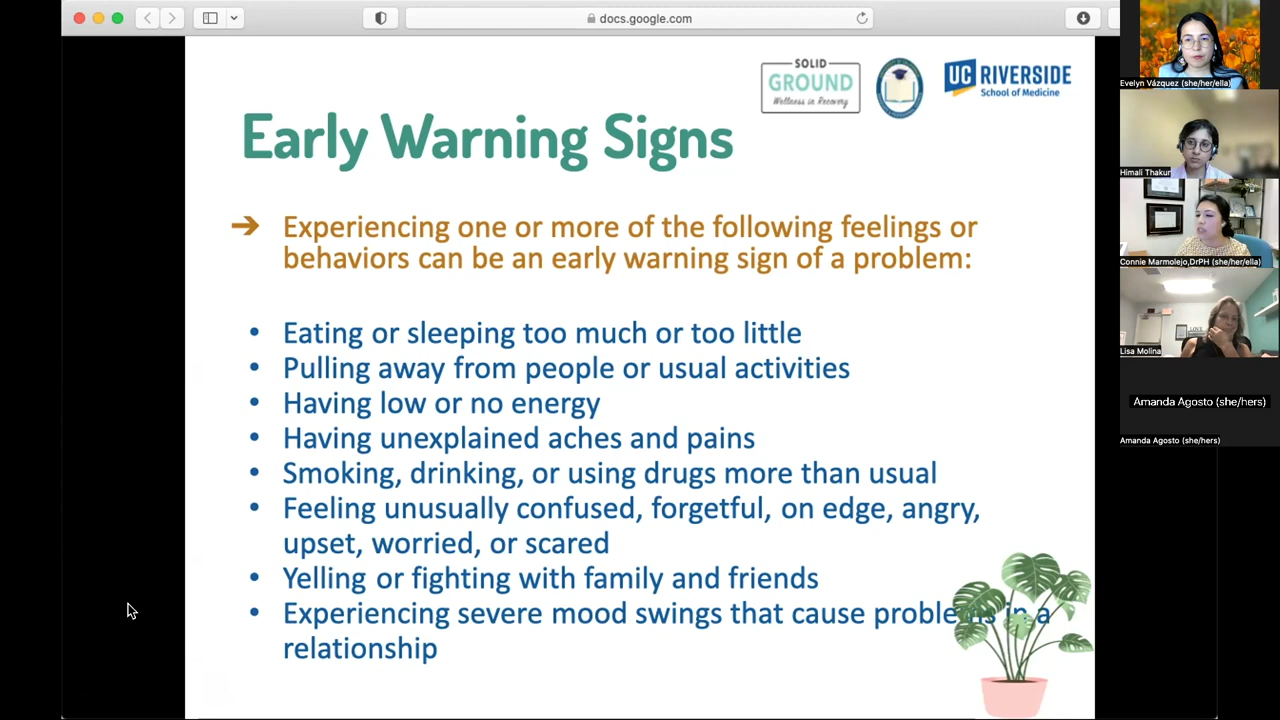 docs.google.com
SOLID
GROUND
Wellness in Recovery
UC RIVERSIDE
School of Medicine
Early Warning Signs
➔ Experiencing one or more of the following feelings or
behaviors can be an early warning sign of a problem:
• Eating or sleeping too much or too little
• Pulling away from people or usual activities
• Having low or no energy
• Having unexplained aches and pains
• Smoking, drinking, or using drugs more than usual
• Feeling unusually confused, forgetful, on edge, angry,
upset, worried, or scared
• Yelling or fighting with family and friends
• Experiencing severe mood swings that cause problems in a
relationship
Evelyn Vázquez (she/her/ella)
Himali Thakur
Connie Marmolejo,DrPH (she/her/ella)
LOVE
Lisa Molina
Amanda Agosto (she/hers)
Amanda Agosto (she/hers)